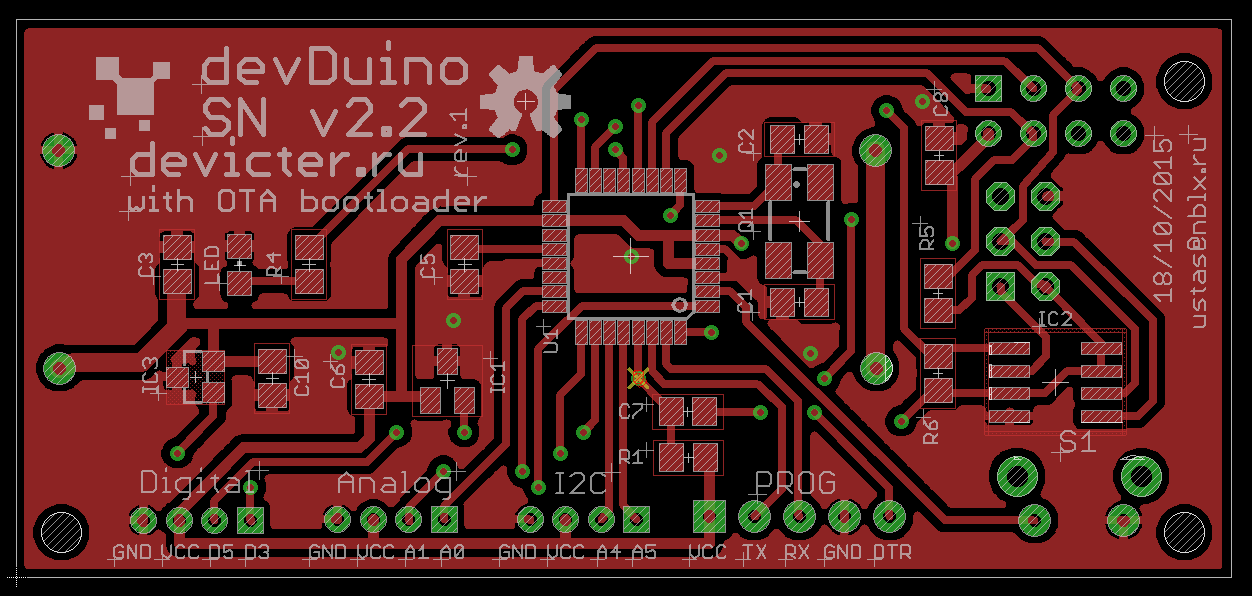 devDuino
SN v2.2
rev.1
devicter.ru
with OTA bootloader
C3
LED
R4
C5
C2
Q1
C1
C8
R5
18/10/2015
ustas@nblx.ru
U1
IC2
IC3
C10
C6
IC1
C7
R1
R6
S1
Digital
Analog
I2C
PROG
GND VCC D5 D3
GND VCC A1 A0
GND VCC A4 A5
VCC TX RX GND DTR